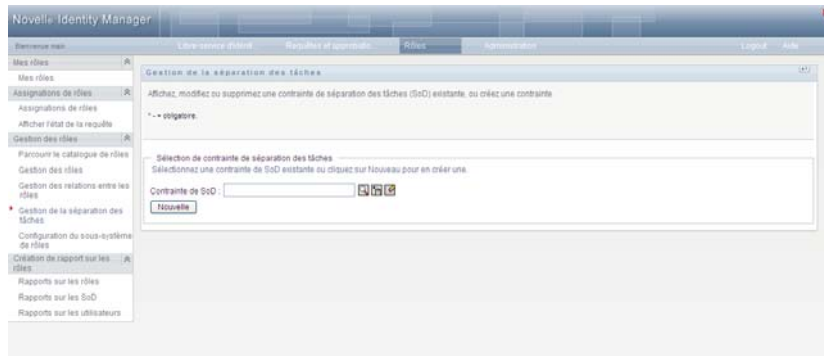 Novell® Identity Manager
Bienvenue
Libre-service d'identi
Requêtes et approbatio
Rôles
Administration
Logout Aide
Mes rôles
Mes rôles
Assignations de rôles
Assignations de rôles
Afficher l'état de la requête
Gestion des rôles
Parcourir le catalogue de rôles
Gestion des rôles
Gestion des relations entre les
rôles
* Gestion de la séparation des
tâches
Configuration du sous-système
de rôles
Création de rapport sur les
rôles
Rapports sur les rôles
Rapports sur les SoD
Rapports sur les utilisateurs
Gestion de la séparation des tâches
Affichez, modifiez ou supprimez une contrainte de séparation des tâches (SoD) existante, ou créez une contrainte
* - = obligatoire.
Sélection de contrainte de séparation des tâches
Sélectionnez une contrainte de SoD existante ou cliquez sur Nouveau pour en créer une.
Contrainte de SoD :
Nouvelle